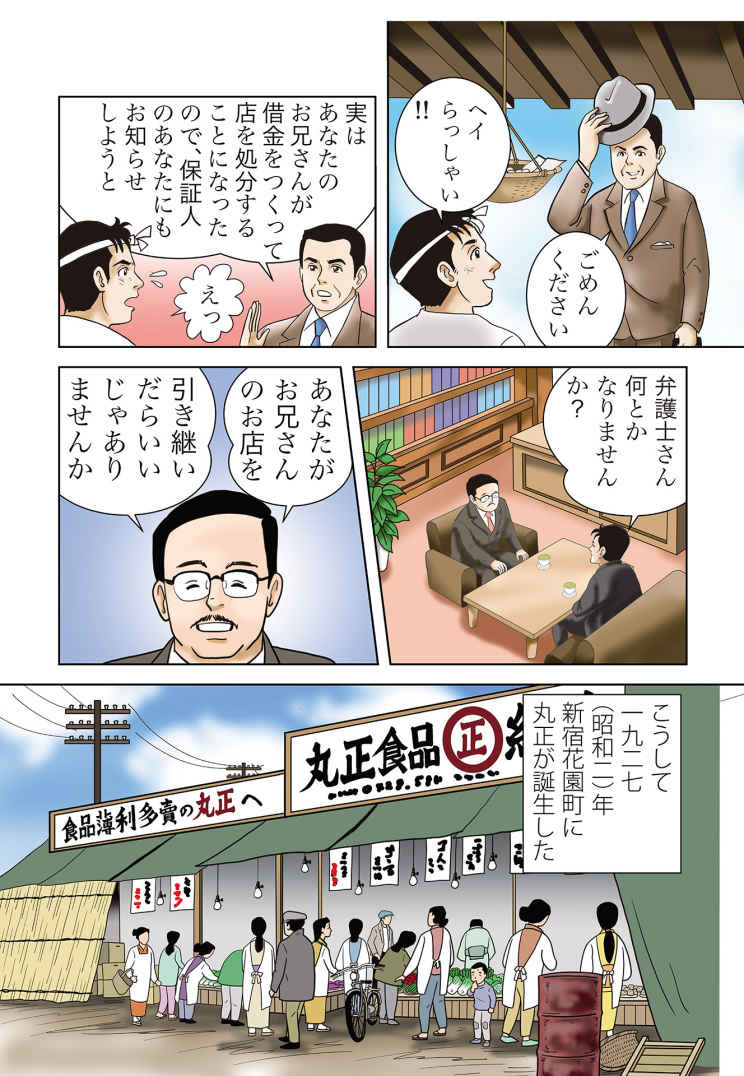 ヘイ
らっしゃい
!!
ごめん
ください
実は
あなたの
お兄さんが
借金をつくって
店を処分する
ことになった
ので、保証人
のあなたにも
お知らせ
しようと
えっ
弁護士さん
何とか
なりません
か?
あなたが
お兄さん
のお店を
引き継い
だらいい
じゃあり
ませんか
こうして
一九二七
(昭和二)年
新宿花園町に
丸正が誕生した
丸正食品 正
食品薄利多賣の丸正へ